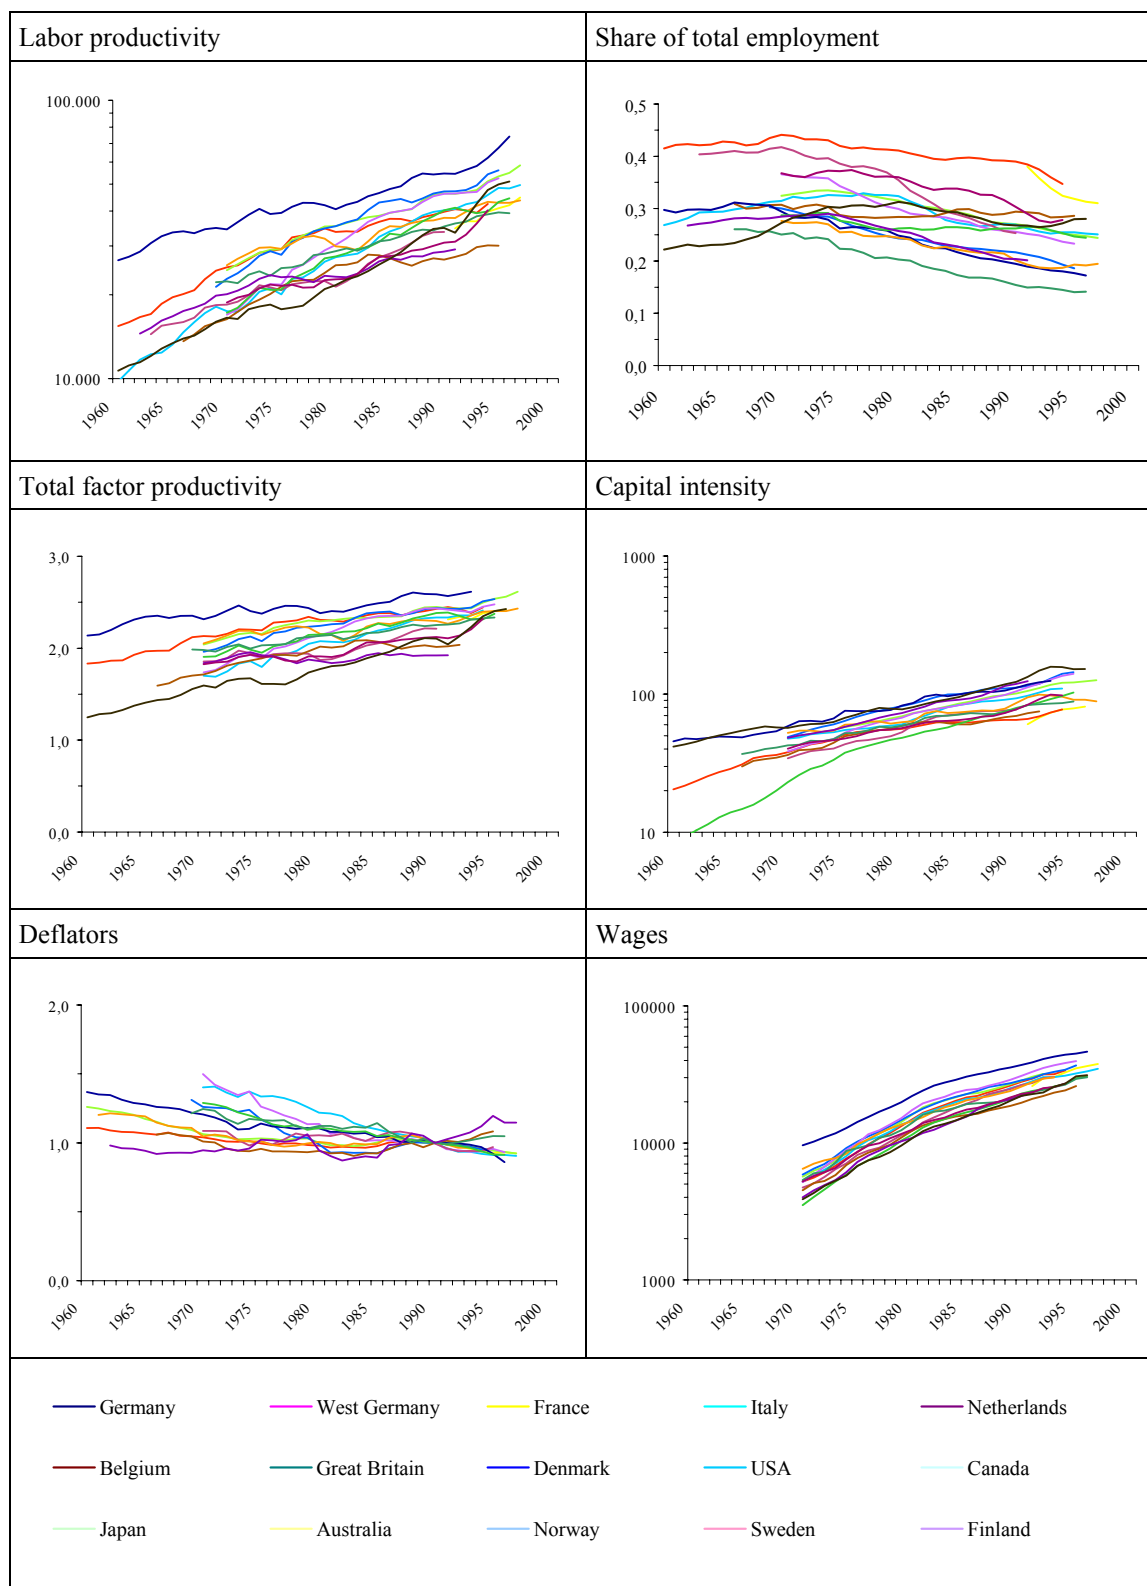 Labor productivity
Share of total employment
100.000
10.000
1960 1965 1970 1975 1980 1985 1990 1995 2000
0,5
0,4
0,3
0,2
0,1
0,0
1960 1965 1970 1975 1980 1985 1990 1995 2000
Total factor productivity
Capital intensity
3,0
2,0
1,0
0,0
1960 1965 1970 1975 1980 1985 1990 1995 2000
1000
100
10
1960 1965 1970 1975 1980 1985 1990 1995 2000
Deflators
Wages
2,0
1,0
0,0
1960 1965 1970 1975 1980 1985 1990 1995 2000
100000
10000
1000
1960 1965 1970 1975 1980 1985 1990 1995 2000
Germany West Germany France Italy Netherlands
Belgium Great Britain Denmark USA Canada
Japan Australia Norway Sweden Finland